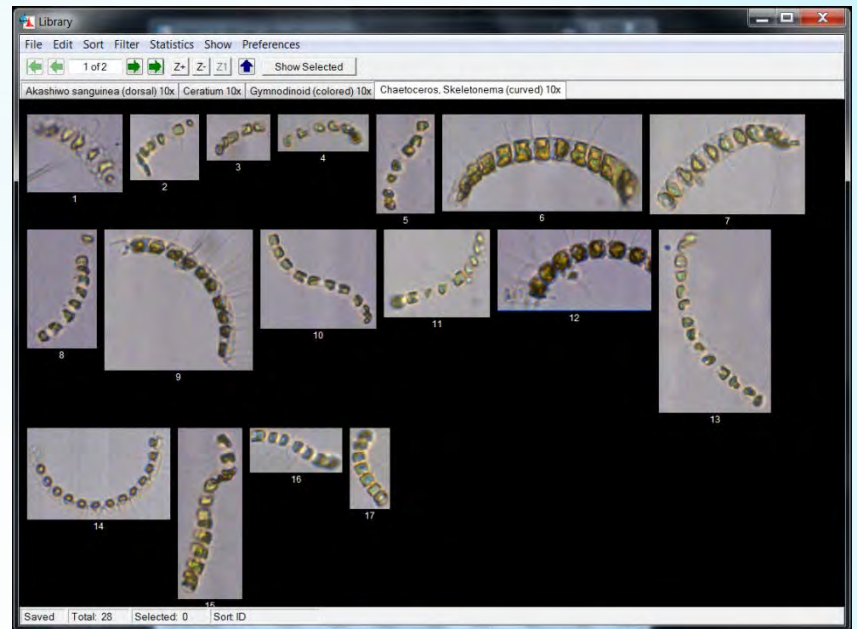 Library
File Edit Sort Filter Statistics Show Preferences
1 of 2 Z+ Z- Z1 Show Selected
Akashiwo sanguinea (dorsal) 10x Ceratium 10x Gymnodinoid (colored) 10x Chaetoceros, Skeletonema (curved) 10x
1 2 3 4 5 6 7
8 9 10 11 12 13
14 15 16 17
Saved Total: 28 Selected: 0 Sort: ID